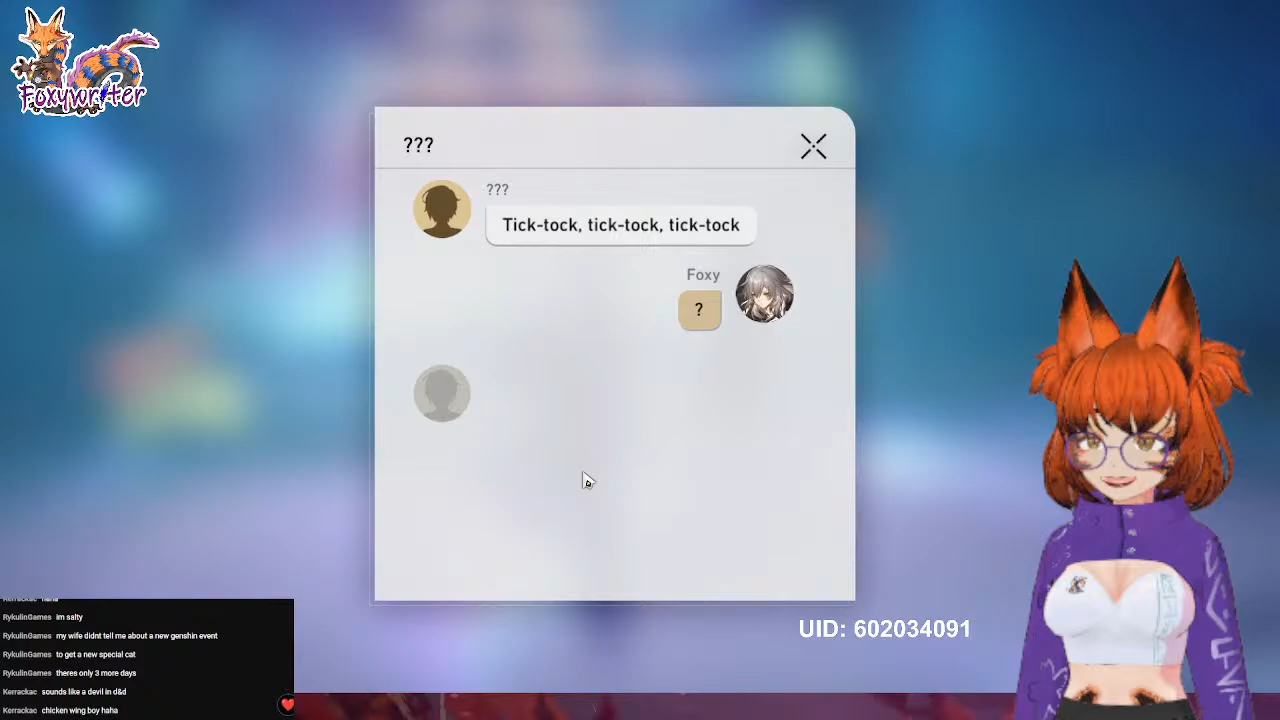 Foxywriter
???
???
Tick-tock, tick-tock, tick-tock
Foxy
?
UID: 602034091
RykulinGames im salty
RykulinGames my wife didnt tell me about a new genshin event
RykulinGames to get a new special cat
RykulinGames theres only 3 more days
Kerrackac sounds like a devil in d&d
Kerrackac chicken wing boy haha